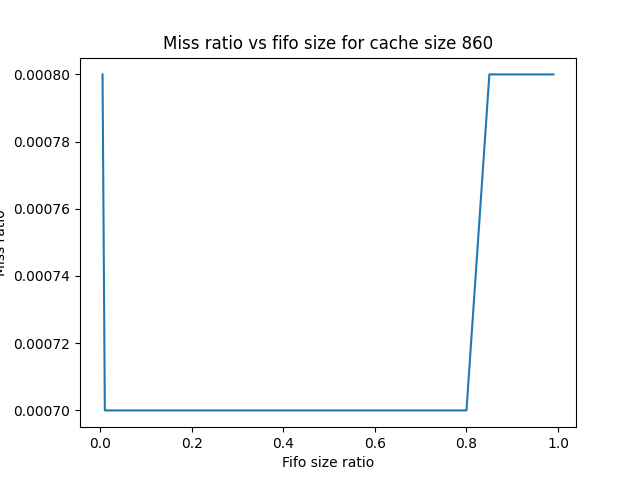 Miss ratio vs fifo size for cache size 860
0.00080
0.00078
0.00076
0.00074
0.00072
0.00070
Miss ratio
0.0 0.2 0.4 0.6 0.8 1.0
Fifo size ratio